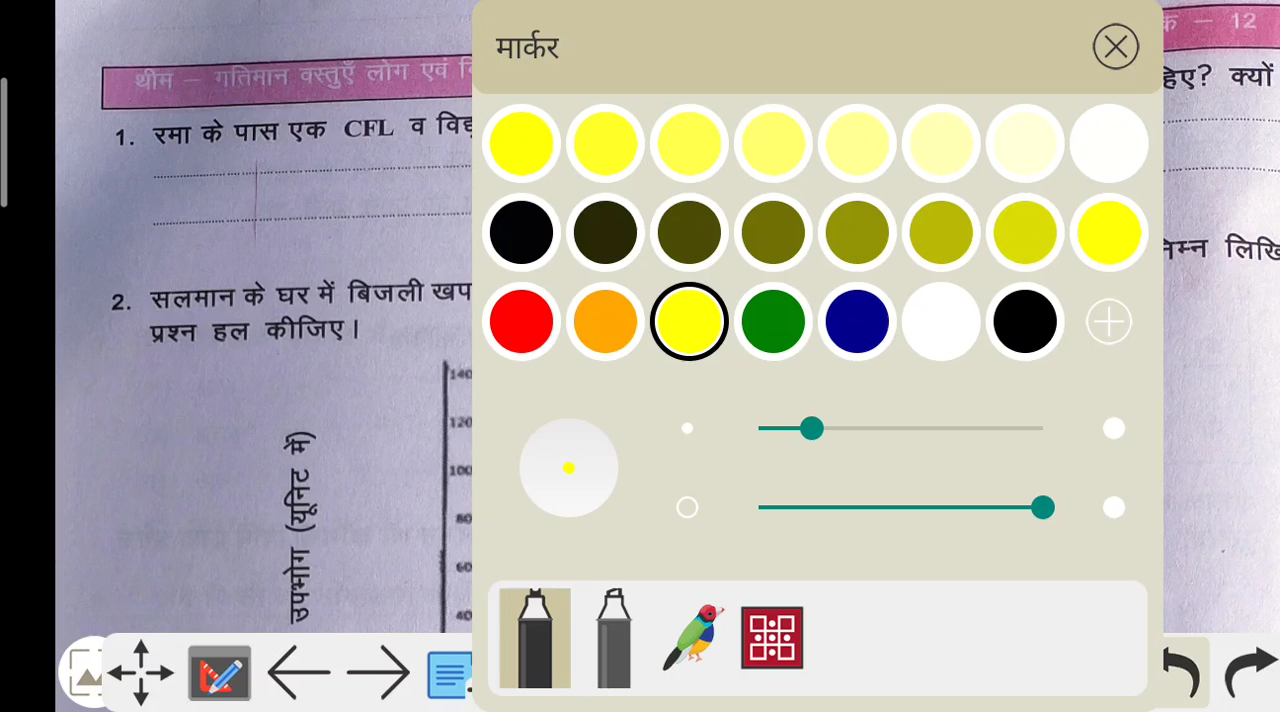 क — 12
मार्कर
थीम — गतिमान वस्तुएँ लोग एवं
हिए? क्यों
1. रमा के पास एक CFL व
2. सलमान के घर में बिजली खप
प्रश्न हल कीजिए।
निम्न लिखि
उपभोग (यूनिट में)
140
120
100
80
60
40